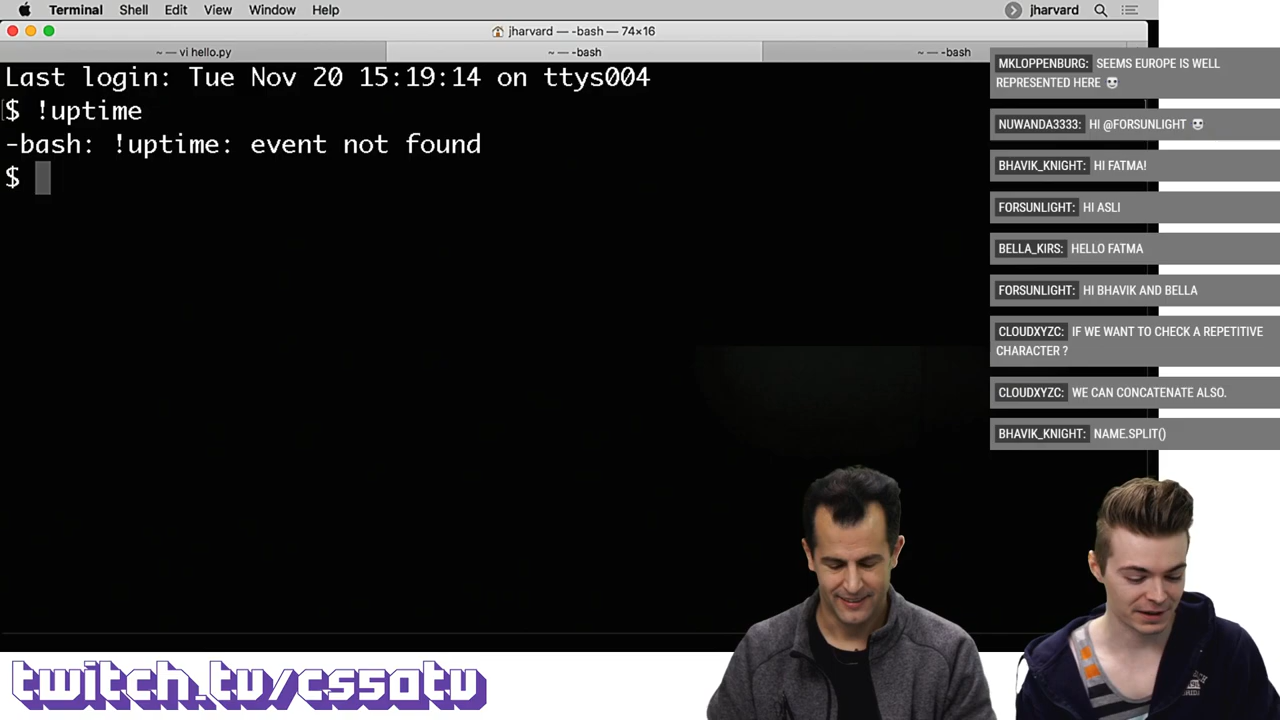 Terminal Shell Edit View Window Help jharvard
jharvard — -bash — 74×16
~ — vi hello.py
~ — -bash
~ — -bash
Last login: Tue Nov 20 15:19:14 on ttys004
$ !uptime
-bash: !uptime: event not found
$
MKLOPPENBURG: SEEMS EUROPE IS WELL
REPRESENTED HERE
NUWANDA3333: HI @FORSUNLIGHT
BHAVIK_KNIGHT: HI FATMA!
FORSUNLIGHT: HI ASLI
BELLA_KIRS: HELLO FATMA
FORSUNLIGHT: HI BHAVIK AND BELLA
CLOUDXYZC: IF WE WANT TO CHECK A REPETITIVE
CHARACTER ?
CLOUDXYZC: WE CAN CONCATENATE ALSO.
BHAVIK_KNIGHT: NAME.SPLIT()
twitch.tv/cs50tv